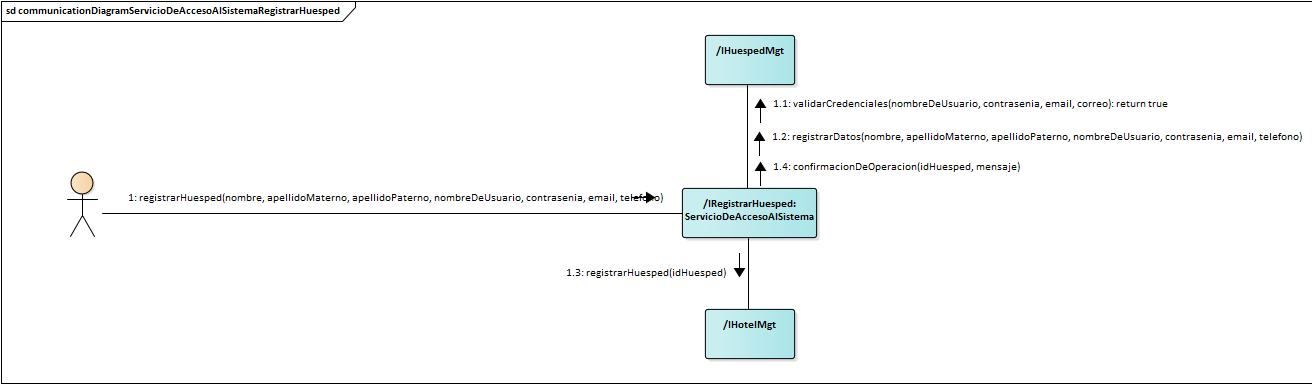 sd communicationDiagramServicioDeAccesoAlSistemaRegistrarHuesped
/IHuespedMgt
1.1: validarCredenciales(nombreDeUsuario, contrasenia, email, correo): return true
1.2: registrarDatos(nombre, apellidoMaterno, apellidoPaterno, nombreDeUsuario, contrasenia, email, telefono)
1.4: confirmacionDeOperacion(idHuesped, mensaje)
1: registrarHuesped(nombre, apellidoMaterno, apellidoPaterno, nombreDeUsuario, contrasenia, email, telefono)
/IRegistrarHuesped:
ServicioDeAccesoAlSistema
1.3: registrarHuesped(idHuesped)
/IHotelMgt